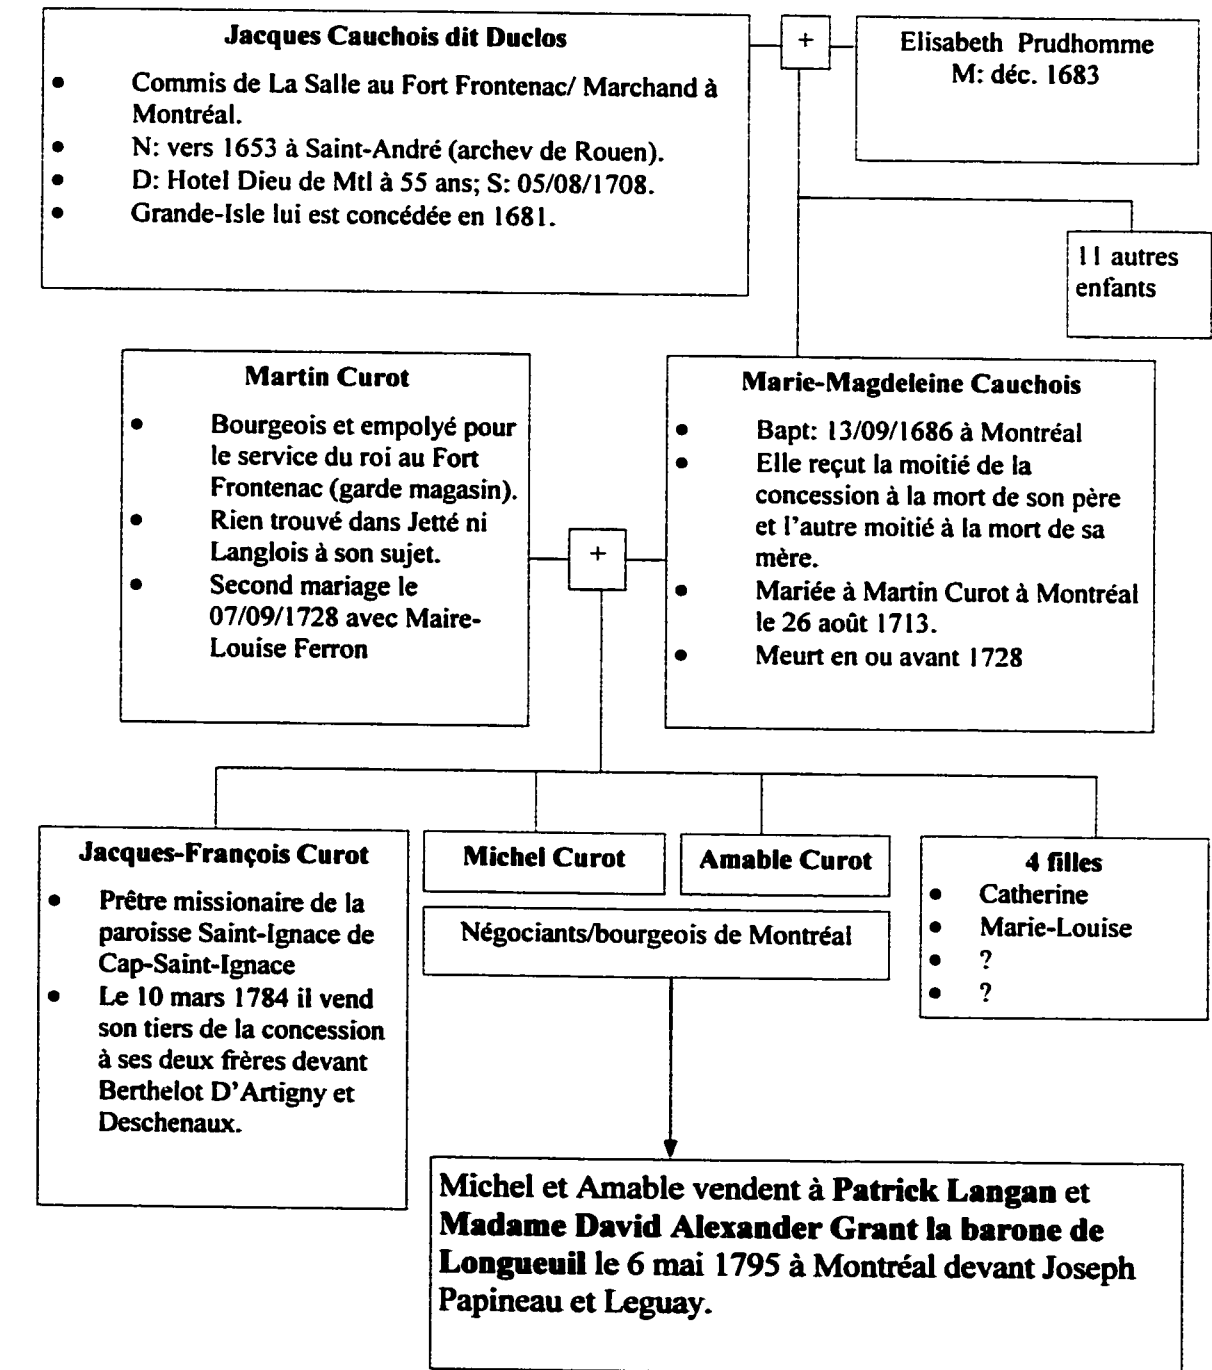 Jacques Cauchois dit Duclos
• Commis de La Salle au Fort Frontenac/ Marchand à
Montréal.
• N: vers 1653 à Saint-André (archev de Rouen).
• D: Hotel Dieu de Mtl à 55 ans; S: 05/08/1708.
• Grande-Isle lui est concédée en 1681.
+
Elisabeth Prudhomme
M: déc. 1683
11 autres
enfants
Martin Curot
• Bourgeois et empolyé pour
le service du roi au Fort
Frontenac (garde magasin).
• Rien trouvé dans Jetté ni
Langlois à son sujet.
• Second mariage le
07/09/1728 avec Maire-
Louise Ferron
+
Marie-Magdeleine Cauchois
• Bapt: 13/09/1686 à Montréal
• Elle reçut la moitié de la
concession à la mort de son père
et l'autre moitié à la mort de sa
mère.
• Mariée à Martin Curot à Montréal
le 26 août 1713.
• Meurt en ou avant 1728
Jacques-François Curot
• Prêtre missionaire de la
paroisse Saint-Ignace de
Cap-Saint-Ignace
• Le 10 mars 1784 il vend
son tiers de la concession
à ses deux frères devant
Berthelot D'Artigny et
Deschenaux.
Michel Curot
Amable Curot
Négociants/bourgeois de Montréal
4 filles
• Catherine
• Marie-Louise
• ?
• ?
Michel et Amable vendent à Patrick Langan et
Madame David Alexander Grant la barone de
Longueuil le 6 mai 1795 à Montréal devant Joseph
Papineau et Leguay.